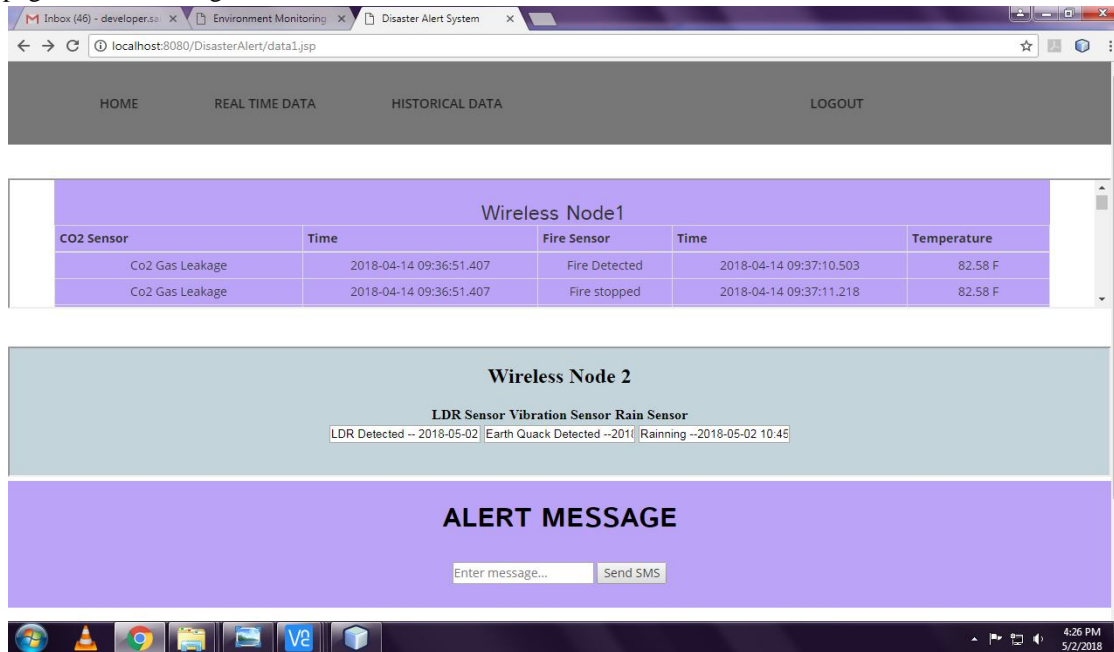 Inbox (46) - developer.sa Environment Monitoring Disaster Alert System
localhost:8080/DisasterAlert/data1.jsp
HOME REAL TIME DATA HISTORICAL DATA LOGOUT
Wireless Node1
CO2 Sensor Time Fire Sensor Time Temperature
Co2 Gas Leakage 2018-04-14 09:36:51.407 Fire Detected 2018-04-14 09:37:10.503 82.58 F
Co2 Gas Leakage 2018-04-14 09:36:51.407 Fire stopped 2018-04-14 09:37:11.218 82.58 F
Wireless Node 2
LDR Sensor Vibration Sensor Rain Sensor
LDR Detected -- 2018-05-02 Earth Quack Detected --201 Rainning --2018-05-02 10:45
ALERT MESSAGE
Enter message... Send SMS
4:26 PM
5/2/2018